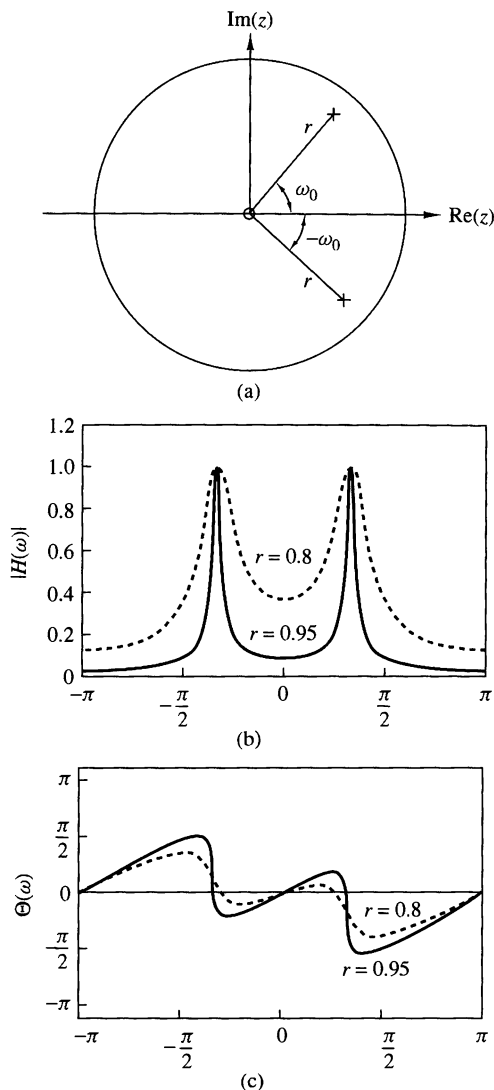 Im(z)
r
ω₀
Re(z)
−ω₀
r
(a)
1.2
1.0
0.8
0.6
0.4
0.2
0
|H(ω)|
r = 0.8
r = 0.95
−π
−π/2
0
π/2
π
(b)
π
π/2
0
−π/2
−π
Θ(ω)
r = 0.8
r = 0.95
−π
−π/2
0
π/2
π
(c)